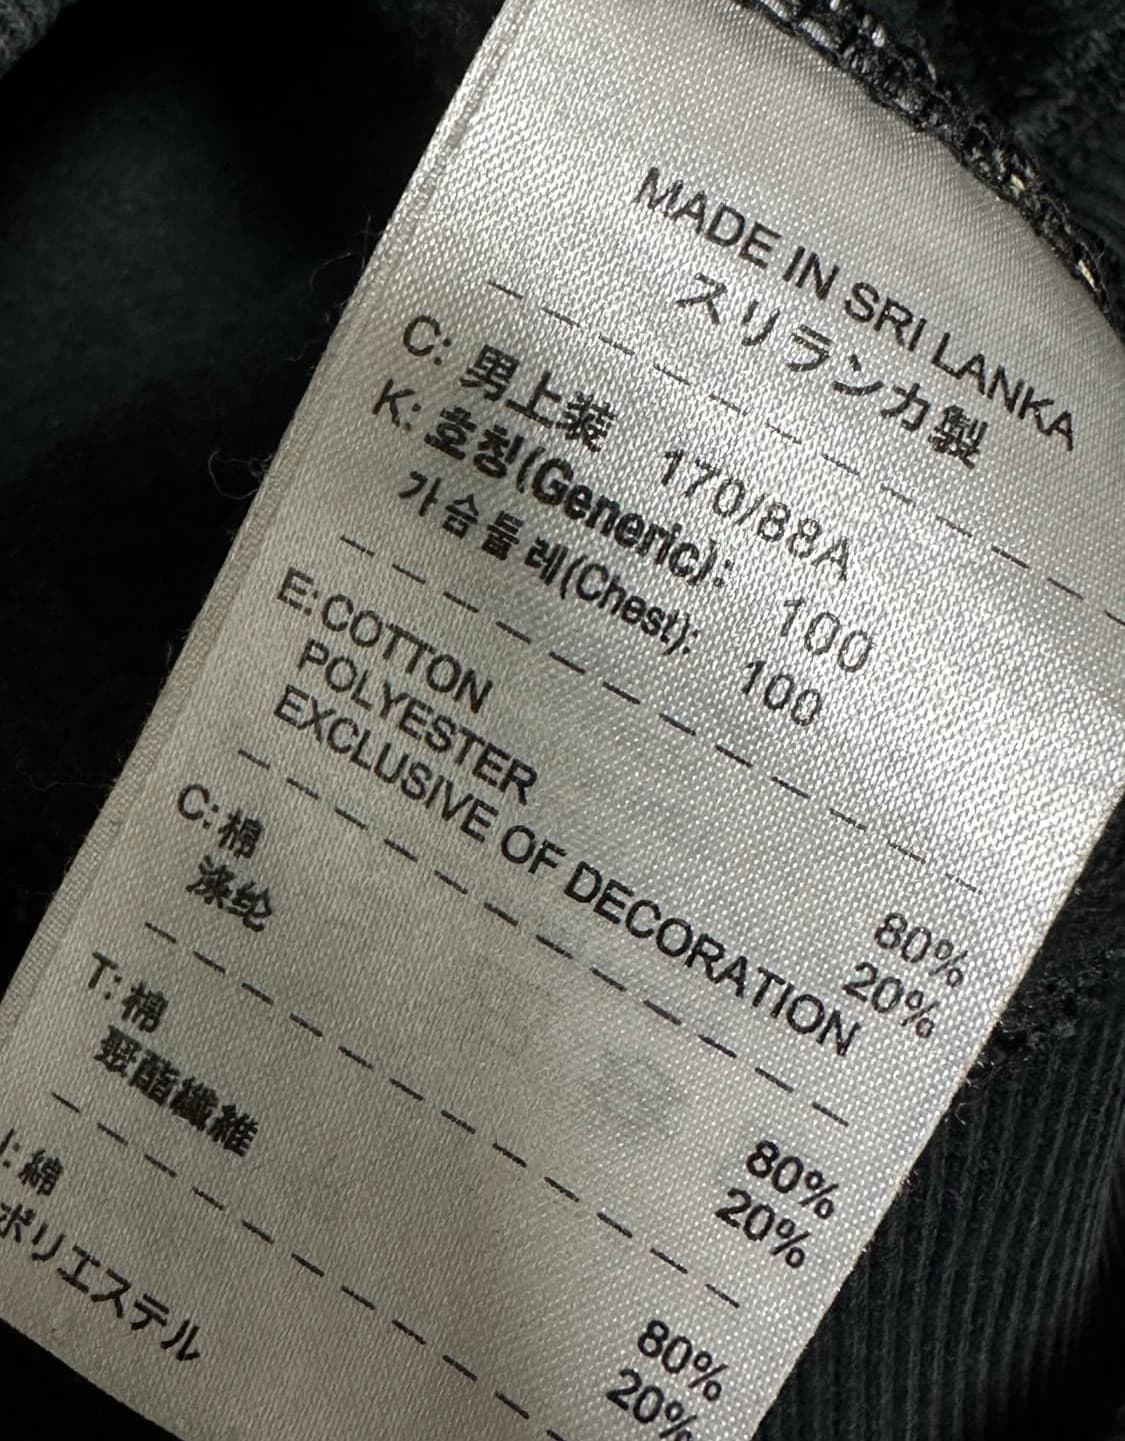 MADE IN SRI LANKA
スリランカ製
C: 男上装 170/88A
K: 호칭(Generic): 100
가슴둘레(Chest): 100
E: COTTON 80%
POLYESTER 20%
EXCLUSIVE OF DECORATION
C: 棉 80%
涤纶 20%
T: 棉 80%
聚酯纖維 20%
J: 綿
ポリエステル